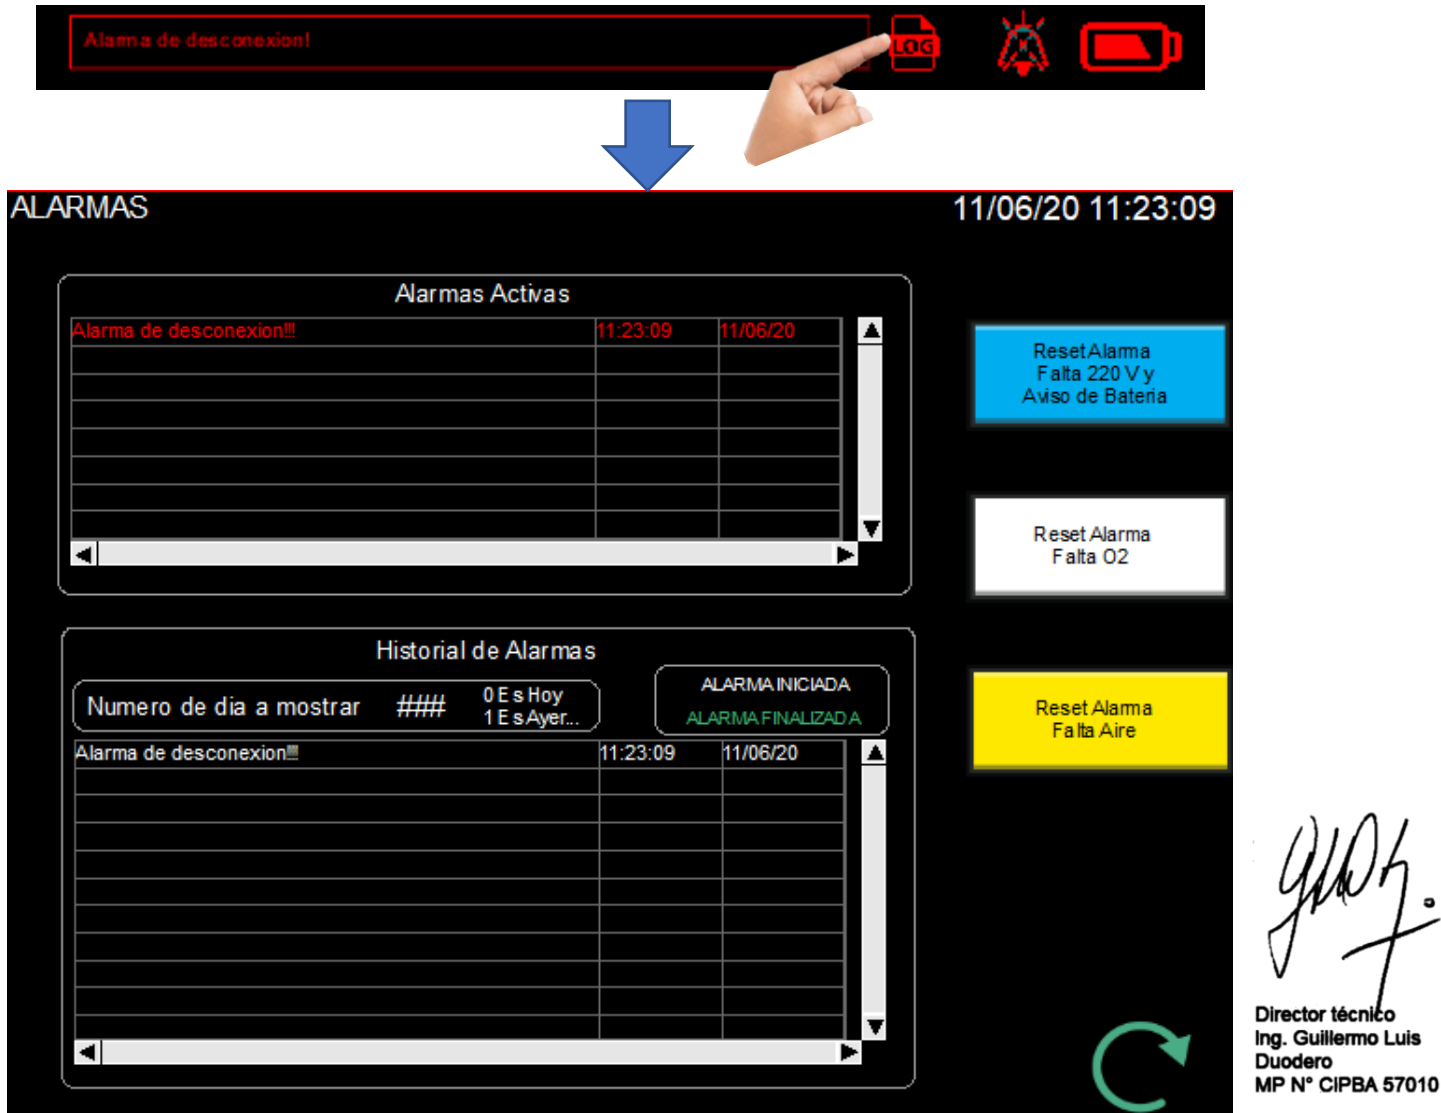 Alarma de desconexion!
LOG
ALARMAS
11/06/20 11:23:09
Alarmas Activas
Alarma de desconexion!!! 11:23:09 11/06/20
Reset Alarma
Falta 220 V y
Aviso de Bateria
Reset Alarma
Falta O2
Historial de Alarmas
Numero de dia a mostrar ###
0 Es Hoy
1 Es Ayer...
ALARMA INICIADA
ALARMA FINALIZADA
Alarma de desconexion!!! 11:23:09 11/06/20
Reset Alarma
Falta Aire
Director técnico
Ing. Guillermo Luis
Duodero
MP N° CIPBA 57010